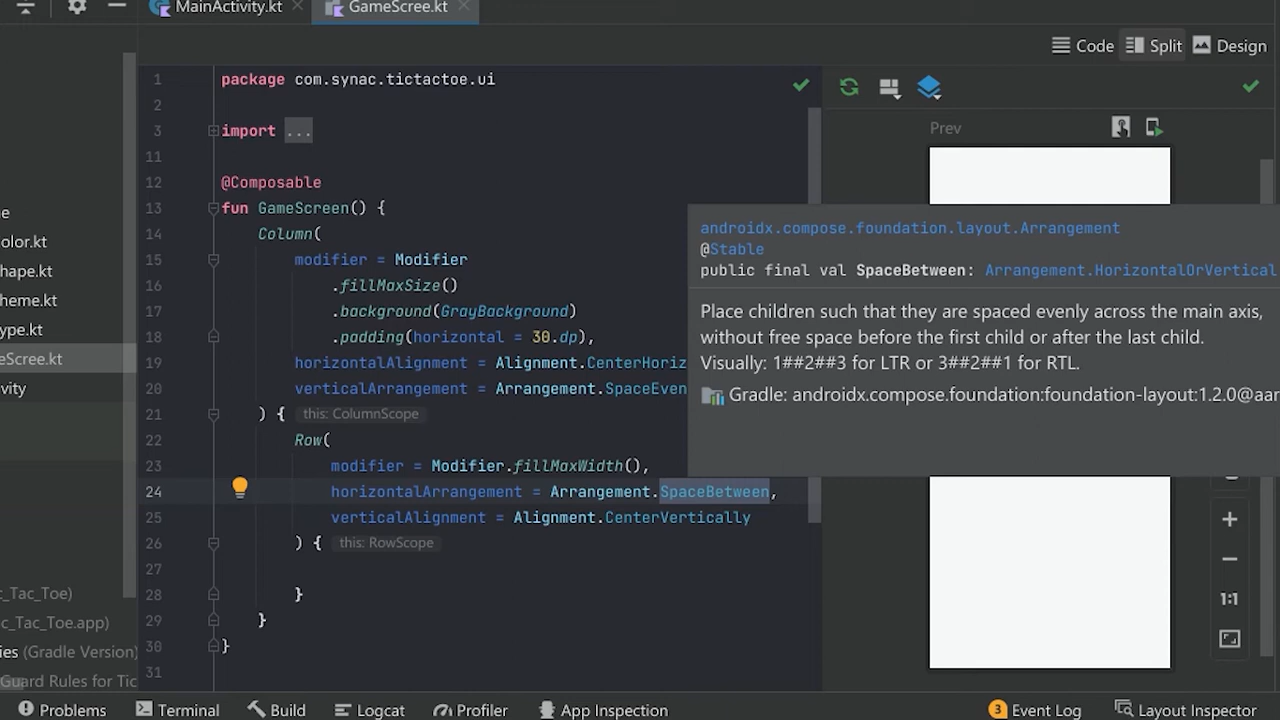 MainActivity.kt
GameScree.kt
Code
Split
Design
1 package com.synac.tictactoe.ui
2
3 import ...
11
12 @Composable
13 fun GameScreen() {
14 Column(
15 modifier = Modifier
16 .fillMaxSize()
17 .background(GrayBackground)
18 .padding(horizontal = 30.dp),
19 horizontalAlignment = Alignment.CenterHoriz
20 verticalArrangement = Arrangement.SpaceEven
21 ) { this: ColumnScope
22 Row(
23 modifier = Modifier.fillMaxWidth(),
24 horizontalArrangement = Arrangement.SpaceBetween,
25 verticalAlignment = Alignment.CenterVertically
26 ) { this: RowScope
27
28 }
29 }
30 }
31
Prev
androidx.compose.foundation.layout.Arrangement
@Stable
public final val SpaceBetween: Arrangement.HorizontalOrVertical
Place children such that they are spaced evenly across the main axis,
without free space before the first child or after the last child.
Visually: 1##2##3 for LTR or 3##2##1 for RTL.
Gradle: androidx.compose.foundation:foundation-layout:1.2.0@aar
1:1
e
olor.kt
hape.kt
heme.kt
ype.kt
eScree.kt
ivity
c_Tac_Toe)
c_Tac_Toe.app)
ies (Gradle Version)
Guard Rules for Tic
Problems
Terminal
Build
Logcat
Profiler
App Inspection
3 Event Log
Layout Inspector